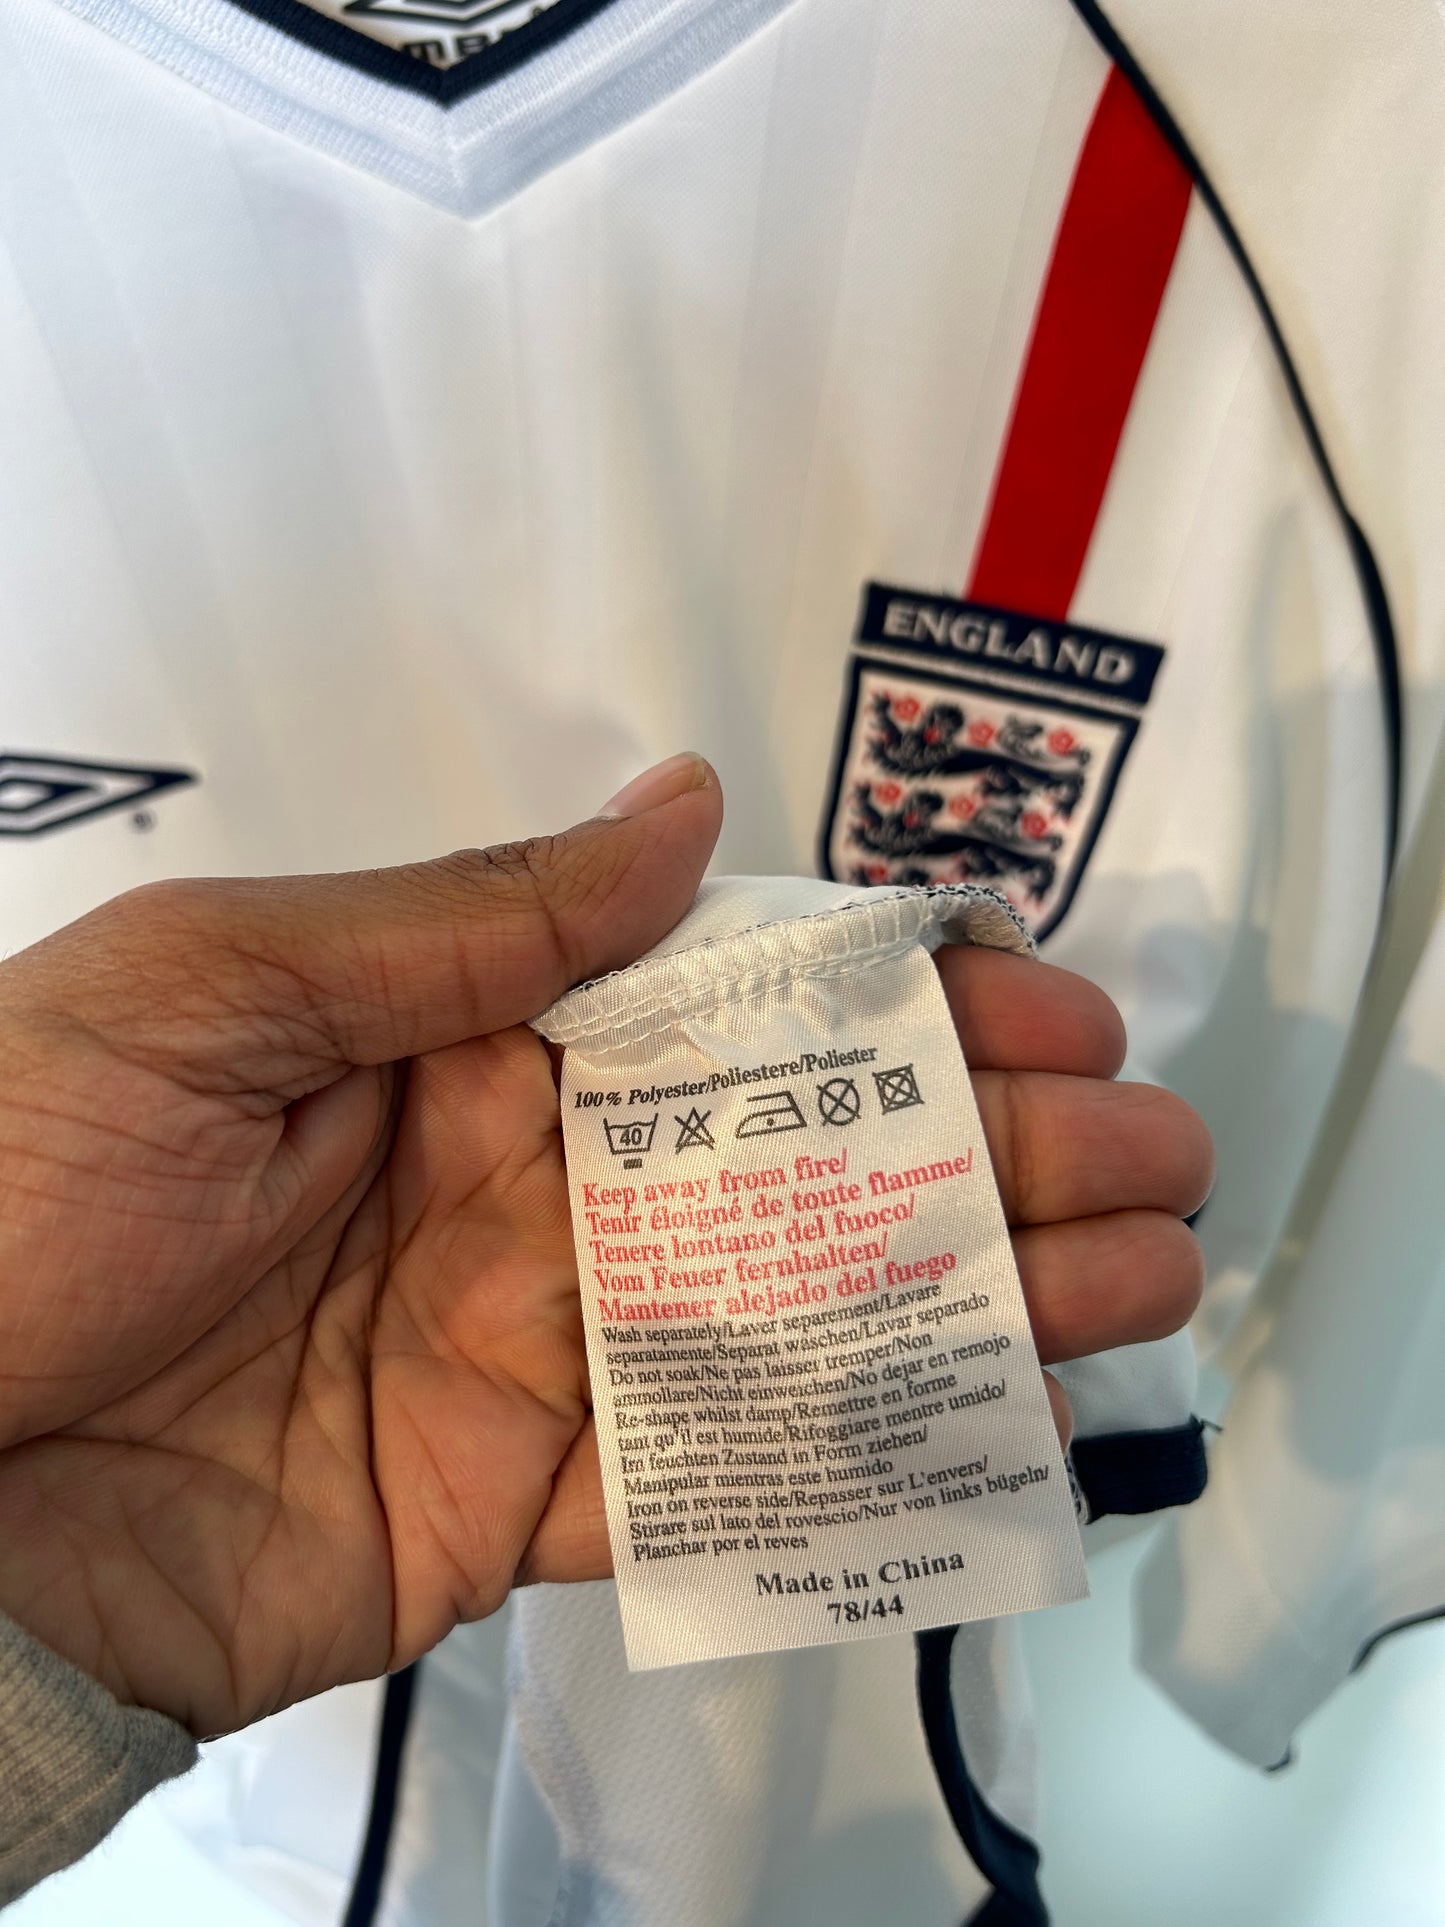 ENGLAND
100% Polyester/Poliestere/Poliester
40
Keep away from fire/
Tenir éloigné de toute flamme/
Tenere lontano del fuoco/
Vom Feuer fernhalten/
Mantener alejado del fuego
Wash separately/Laver separement/Lavare
separatamente/Separat waschen/Lavar separado
Do not soak/Ne pas laisser tremper/Non
ammollare/Nicht einweichen/No dejar en remojo
Re-shape whilst damp/Remettre en forme
tant qu'il est humide/Rifoggiare mentre umido/
Im feuchten Zustand in Form ziehen/
Manipular mientras este humido
Iron on reverse side/Repasser sur L'envers/
Stirare sul lato del rovescio/Nur von links bügeln/
Planchar por el reves
Made in China
78/44